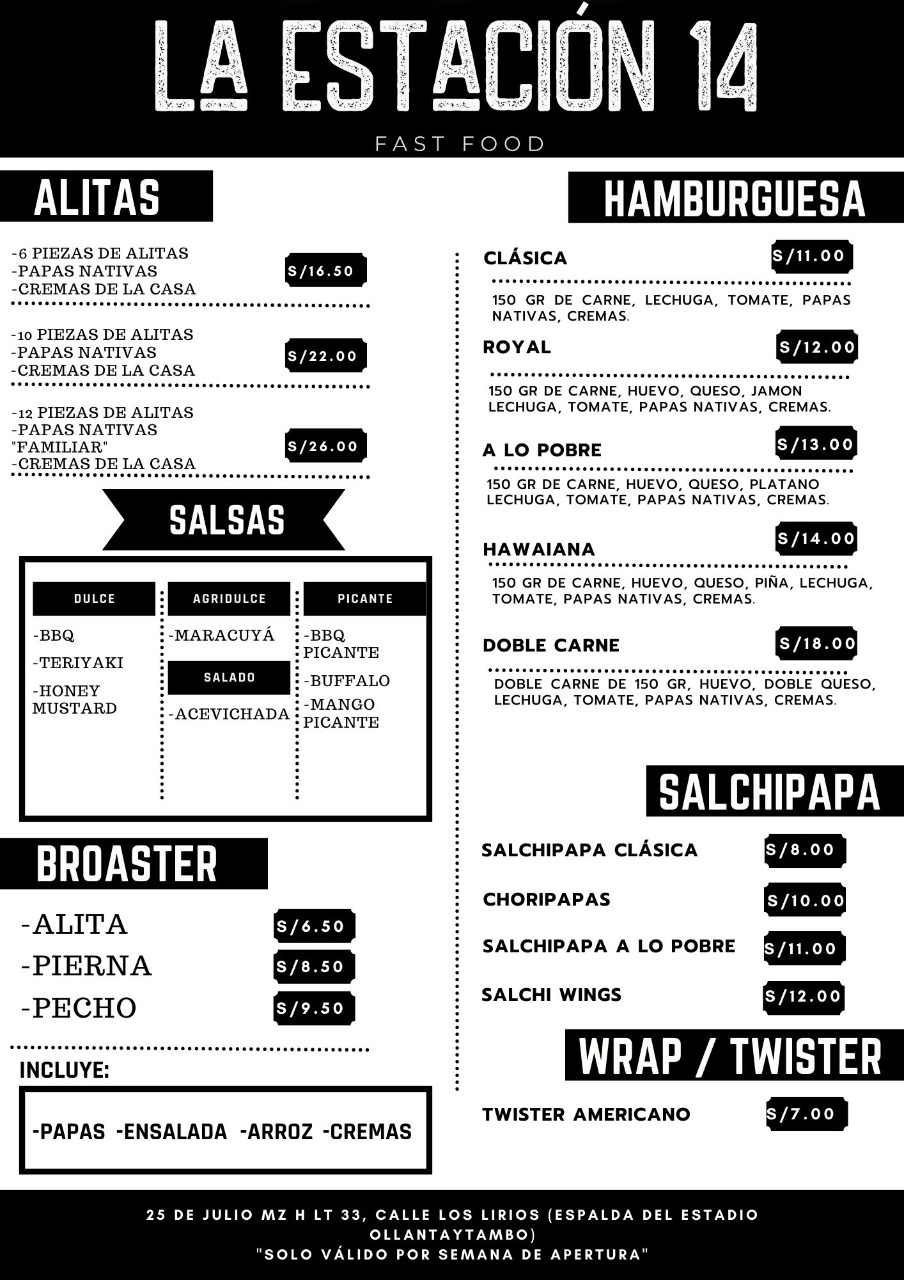 LA ESTACIÓN 14
FAST FOOD
ALITAS
-6 PIEZAS DE ALITAS
-PAPAS NATIVAS
-CREMAS DE LA CASA
S/16.50
-10 PIEZAS DE ALITAS
-PAPAS NATIVAS
-CREMAS DE LA CASA
S/22.00
-12 PIEZAS DE ALITAS
-PAPAS NATIVAS
"FAMILIAR"
-CREMAS DE LA CASA
S/26.00
SALSAS
DULCE
-BBQ
-TERIYAKI
-HONEY
MUSTARD
AGRIDULCE
-MARACUYÁ
SALADO
-ACEVICHADA
PICANTE
-BBQ
PICANTE
-BUFFALO
-MANGO
PICANTE
BROASTER
-ALITA S/6.50
-PIERNA S/8.50
-PECHO S/9.50
INCLUYE:
-PAPAS -ENSALADA -ARROZ -CREMAS
HAMBURGUESA
CLÁSICA S/11.00
150 GR DE CARNE, LECHUGA, TOMATE, PAPAS
NATIVAS, CREMAS.
ROYAL S/12.00
150 GR DE CARNE, HUEVO, QUESO, JAMON
LECHUGA, TOMATE, PAPAS NATIVAS, CREMAS.
A LO POBRE S/13.00
150 GR DE CARNE, HUEVO, QUESO, PLATANO
LECHUGA, TOMATE, PAPAS NATIVAS, CREMAS.
HAWAIANA S/14.00
150 GR DE CARNE, HUEVO, QUESO, PIÑA, LECHUGA,
TOMATE, PAPAS NATIVAS, CREMAS.
DOBLE CARNE S/18.00
DOBLE CARNE DE 150 GR, HUEVO, DOBLE QUESO,
LECHUGA, TOMATE, PAPAS NATIVAS, CREMAS.
SALCHIPAPA
SALCHIPAPA CLÁSICA S/8.00
CHORIPAPAS S/10.00
SALCHIPAPA A LO POBRE S/11.00
SALCHI WINGS S/12.00
WRAP / TWISTER
TWISTER AMERICANO S/7.00
25 DE JULIO MZ H LT 33, CALLE LOS LIRIOS (ESPALDA DEL ESTADIO
OLLANTAYTAMBO)
"SOLO VÁLIDO POR SEMANA DE APERTURA"